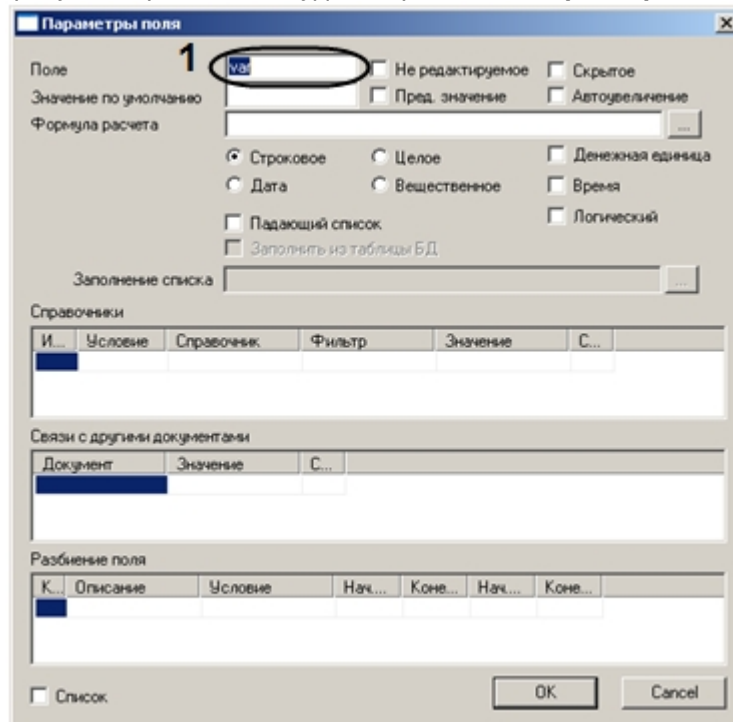 Параметры поля
1
Поле var Не редактируемое Скрытое
Значение по умолчанию Пред. значение Автоувеличение
Формула расчета ...
Строковое Целое Денежная единица
Дата Вещественное Время
Падающий список Логический
Заполнить из таблицы БД
Заполнение списка ...
Справочники
И... Условие Справочник Фильтр Значение С...
Связи с другими документами
Документ Значение С...
Разбиение поля
К... Описание Условие Нач.... Коне... Нач.... Коне...
Список OK Cancel